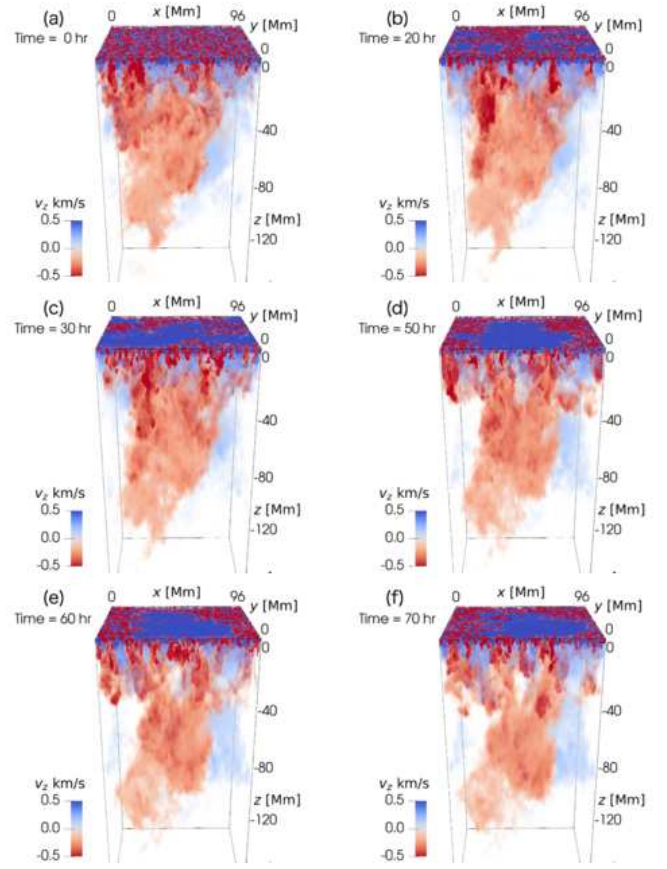 (a)
x [Mm]
0
96
y [Mm]
Time = 0 hr
0
0
-40
-80
v_z km/s
z [Mm]
0.5
-120
0.0
-0.5
(b)
x [Mm]
0
96
y [Mm]
Time = 20 hr
0
0
-40
-80
v_z km/s
z [Mm]
0.5
-120
0.0
-0.5
(c)
x [Mm]
0
96
y [Mm]
Time = 30 hr
0
0
-40
-80
v_z km/s
z [Mm]
0.5
-120
0.0
-0.5
(d)
x [Mm]
0
96
y [Mm]
Time = 50 hr
0
0
-40
-80
v_z km/s
z [Mm]
0.5
-120
0.0
-0.5
(e)
x [Mm]
0
96
y [Mm]
Time = 60 hr
0
0
-40
-80
v_z km/s
z [Mm]
0.5
-120
0.0
-0.5
(f)
x [Mm]
0
96
y [Mm]
Time = 70 hr
0
0
-40
-80
v_z km/s
z [Mm]
0.5
-120
0.0
-0.5